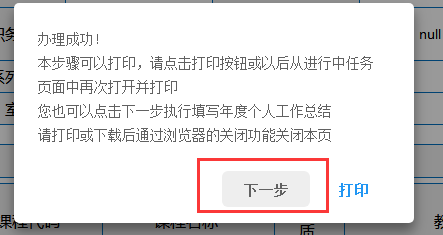 办理成功！
本步骤可以打印，请点击打印按钮或以后从进行中任务
页面中再次打开并打印
您也可以点击下一步执行填写年度个人工作总结
请打印或下载后通过浏览器的关闭功能关闭本页
下一步 打印
null
课程代码 课程名称 质